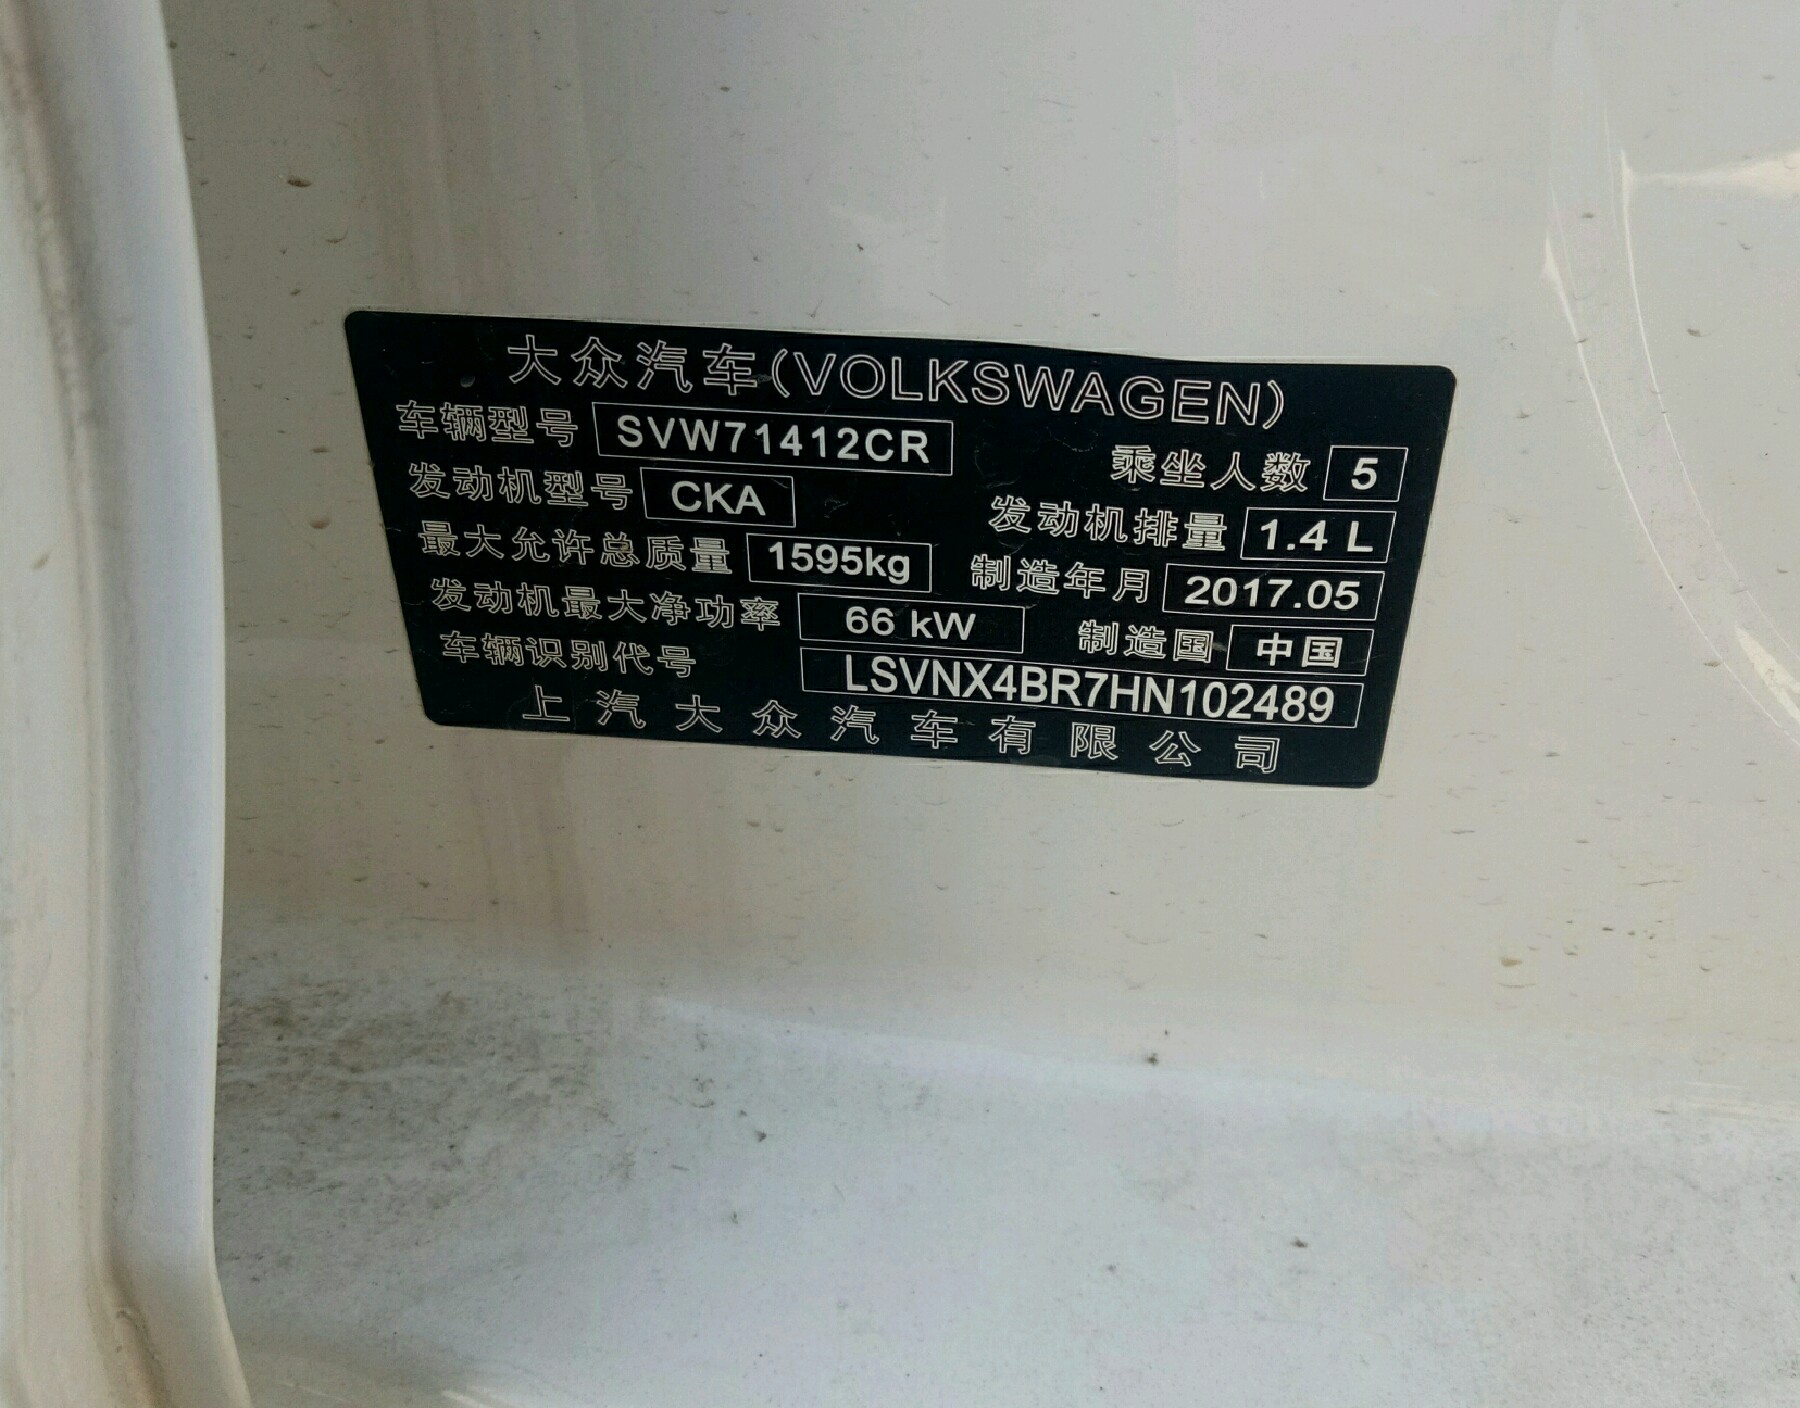 大众汽车(VOLKSWAGEN)
车辆型号 SVW71412CR 乘坐人数 5
发动机型号 CKA 发动机排量 1.4 L
最大允许总质量 1595kg 制造年月 2017.05
发动机最大净功率 66 kW 制造国 中国
车辆识别代号 LSVNX4BR7HN102489
上汽大众汽车有限公司